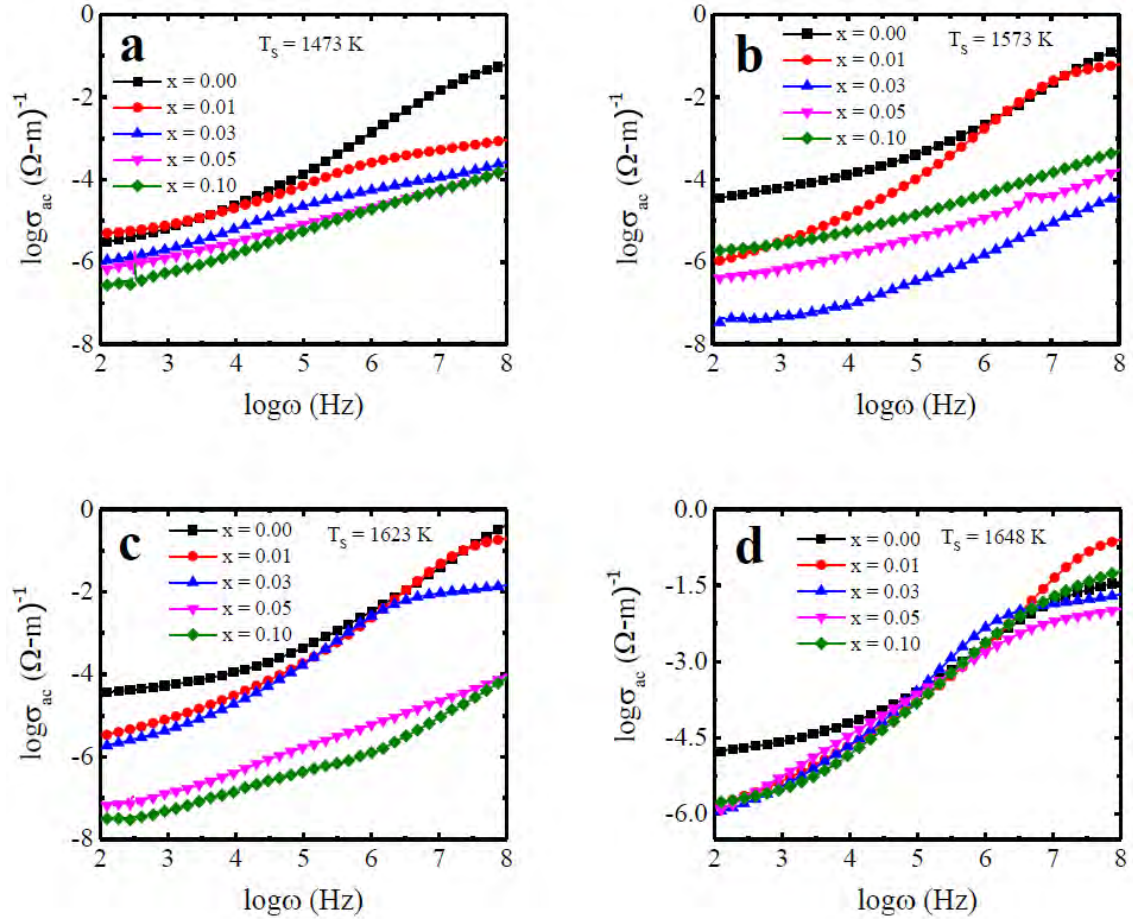 a
T_S = 1473 K
x = 0.00
x = 0.01
x = 0.03
x = 0.05
x = 0.10
0
-2
-4
-6
-8
logσ_ac (Ω-m)^-1
2 3 4 5 6 7 8
logω (Hz)
b
T_S = 1573 K
x = 0.00
x = 0.01
x = 0.03
x = 0.05
x = 0.10
0
-2
-4
-6
-8
logσ_ac (Ω-m)^-1
2 3 4 5 6 7 8
logω (Hz)
c
T_S = 1623 K
x = 0.00
x = 0.01
x = 0.03
x = 0.05
x = 0.10
0
-2
-4
-6
-8
logσ_ac (Ω-m)^-1
2 3 4 5 6 7 8
logω (Hz)
d
T_S = 1648 K
x = 0.00
x = 0.01
x = 0.03
x = 0.05
x = 0.10
0.0
-1.5
-3.0
-4.5
-6.0
logσ_ac (Ω-m)^-1
2 3 4 5 6 7 8
logω (Hz)